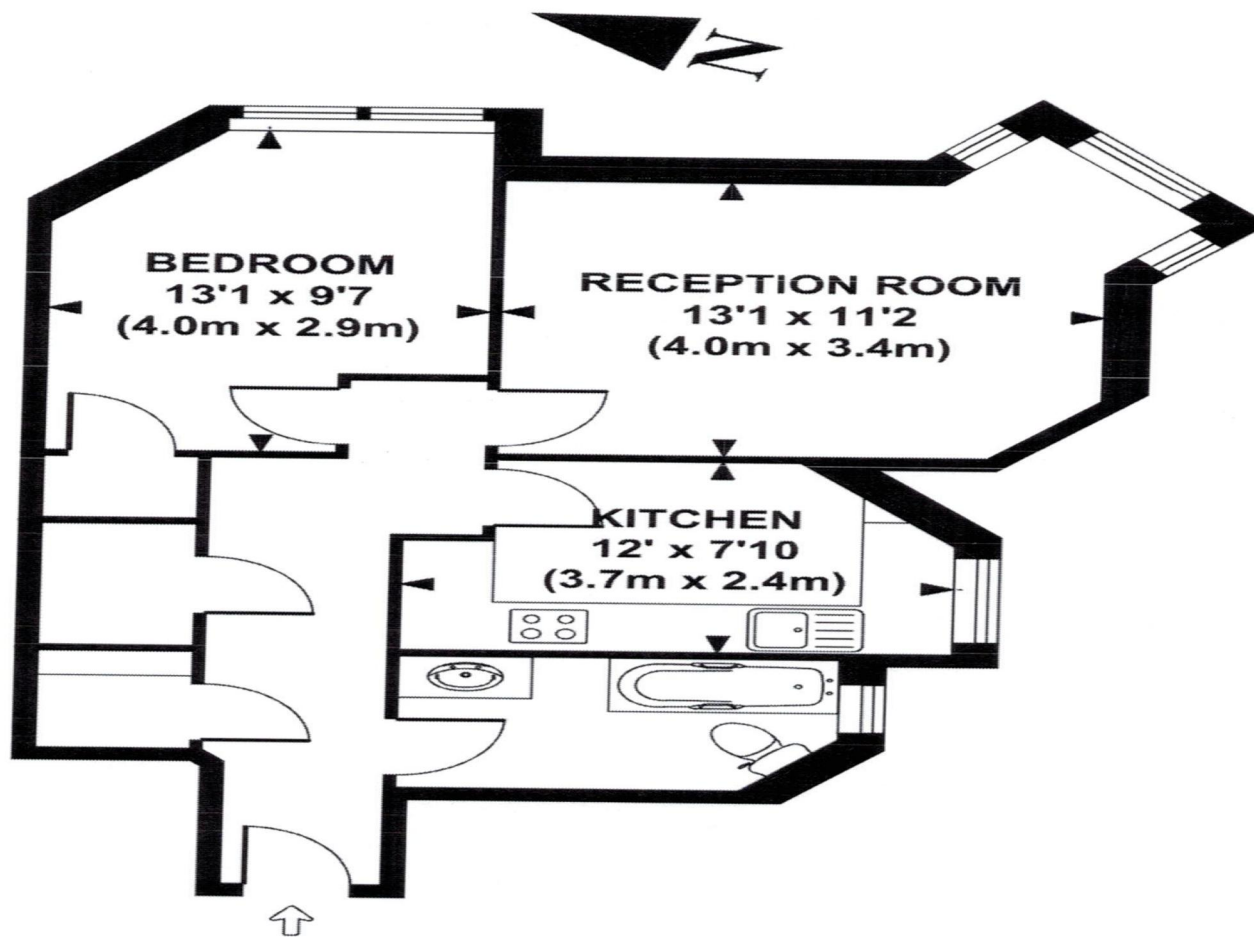 N
BEDROOM
13'1 x 9'7
(4.0m x 2.9m)
RECEPTION ROOM
13'1 x 11'2
(4.0m x 3.4m)
KITCHEN
12' x 7'10
(3.7m x 2.4m)